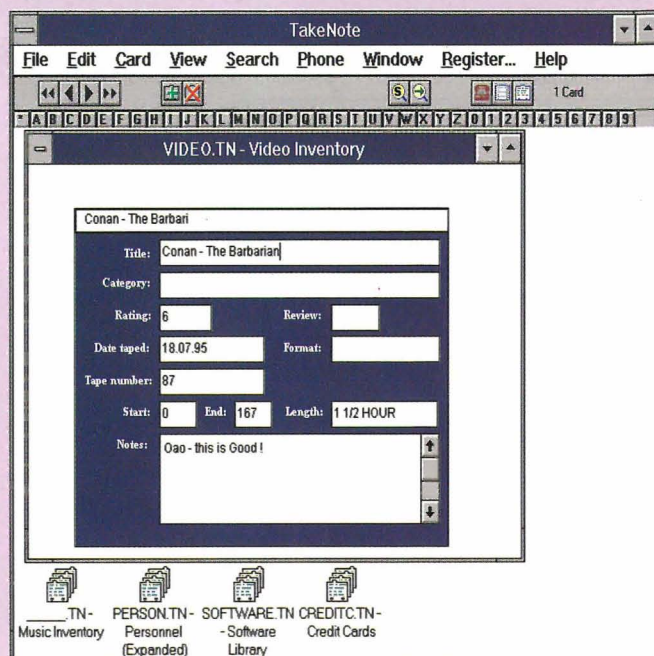 TakeNote
File Edit Card View Search Phone Window Register... Help
1 Card
* A B C D E F G H I J K L M N O P Q R S T U V W X Y Z 0 1 2 3 4 5 6 7 8 9
VIDEO.TN - Video Inventory
Conan - The Barbari
Title: Conan - The Barbarian
Category:
Rating: 6 Review:
Date taped: 18.07.95 Format:
Tape number: 87
Start: 0 End: 167 Length: 1 1/2 HOUR
Notes: Oao - this is Good !
_____.TN - Music Inventory
PERSON.TN - Personnel (Expanded)
SOFTWARE.TN - Software Library
CREDITC.TN - Credit Cards